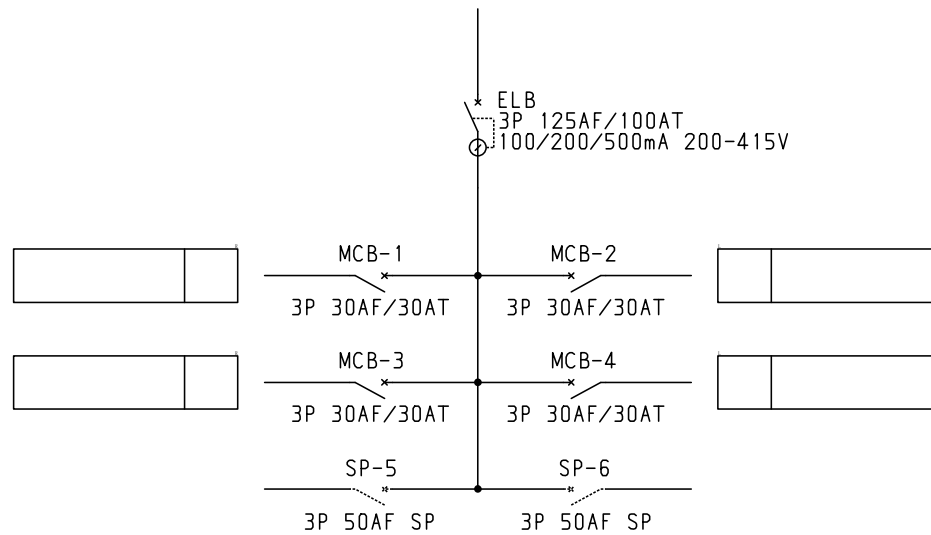 ELB
3P 125AF/100AT
100/200/500mA 200-415V
MCB-1
MCB-2
3P 30AF/30AT
3P 30AF/30AT
MCB-3
MCB-4
3P 30AF/30AT
3P 30AF/30AT
SP-5
SP-6
3P 50AF SP
3P 50AF SP